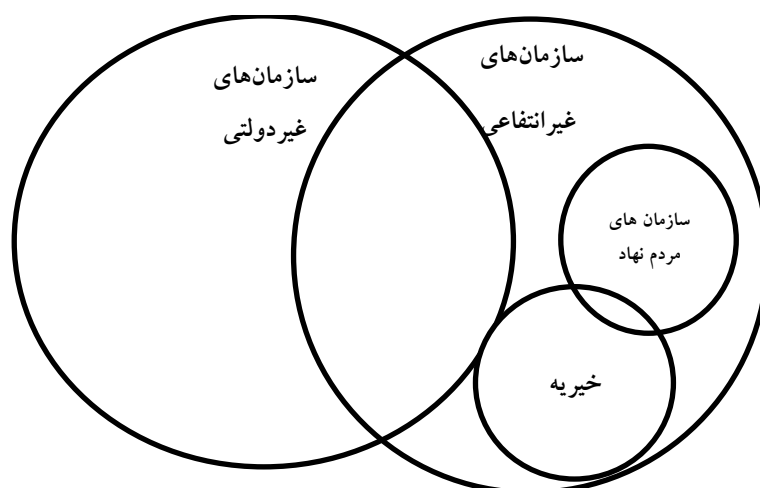 سازمان‌های
غیرانتفاعی
سازمان‌های
غیردولتی
سازمان های
مردم نهاد
خیریه